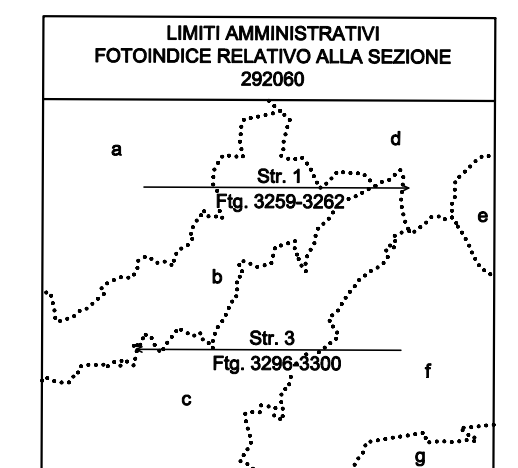 LIMITI AMMINISTRATIVI
FOTOINDICE RELATIVO ALLA SEZIONE
292060
a
d
Str. 1
Ftg. 3259-3262
e
b
Str. 3
Ftg. 3296-3300
f
c
g